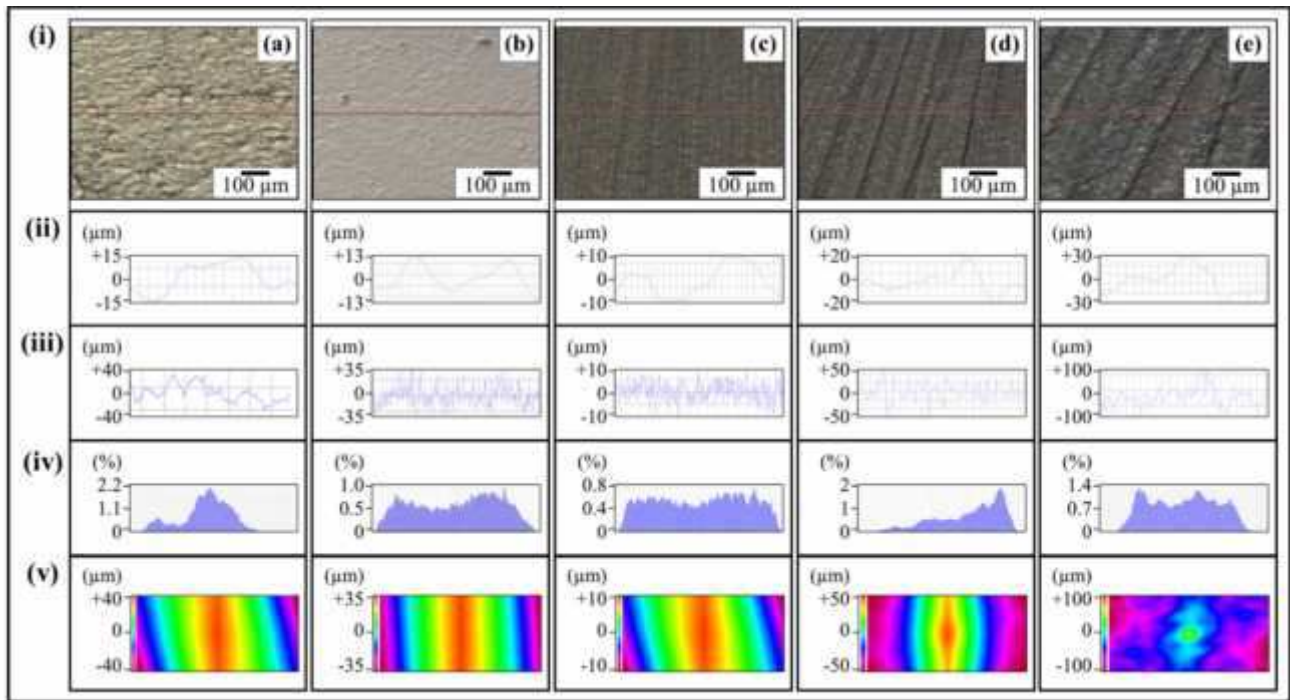 (i) (a) (b) (c) (d) (e)
100 µm 100 µm 100 µm 100 µm 100 µm
(ii) (µm) (µm) (µm) (µm) (µm)
+15 +13 +10 +20 +30
0 0 0 0 0
-15 -13 -10 -20 -30
(iii) (µm) (µm) (µm) (µm) (µm)
+40 +35 +10 +50 +100
0 0 0 0 0
-40 -35 -10 -50 -100
(iv) (%) (%) (%) (%) (%)
2.2 1.0 0.8 2 1.4
1.1 0.5 0.4 1 0.7
0 0 0 0 0
(v) (µm) (µm) (µm) (µm) (µm)
+40 +35 +10 +50 +100
0 0 0 0 0
-40 -35 -10 -50 -100